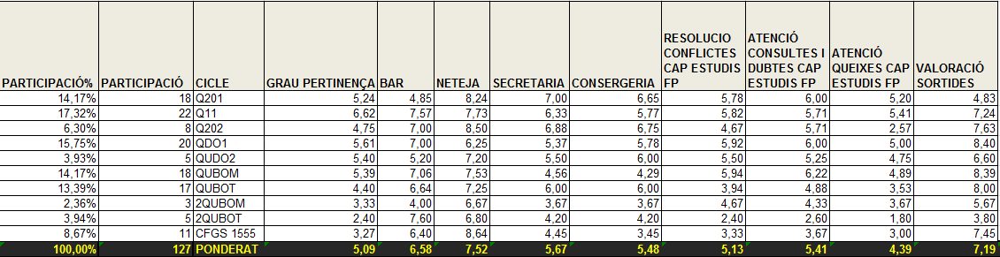 PARTICIPACIÓ% PARTICIPACIÓ CICLE GRAU PERTINENÇA BAR NETEJA SECRETARIA CONSERGERIA RESOLUCIO CONFLICTES CAP ESTUDIS FP ATENCIÓ CONSULTES I DUBTES CAP ESTUDIS FP ATENCIÓ QUEIXES CAP ESTUDIS FP VALORACIÓ SORTIDES
14,17% 18 Q201 5,24 4,85 8,24 7,00 6,65 5,78 6,00 5,20 4,83
17,32% 22 Q11 6,62 7,57 7,73 6,33 5,77 5,82 5,71 5,41 7,24
6,30% 8 Q202 4,75 7,00 8,50 6,88 6,75 4,67 5,71 2,57 7,63
15,75% 20 QDO1 5,61 7,00 6,25 5,37 5,78 5,92 6,00 5,00 8,40
3,93% 5 QUDO2 5,40 5,20 7,20 5,50 6,00 5,50 5,25 4,75 6,60
14,17% 18 QUBOM 5,39 7,06 7,53 4,56 4,29 5,94 6,22 4,89 8,39
13,39% 17 QUBOT 4,40 6,64 7,25 6,00 6,00 3,94 4,88 3,53 8,00
2,36% 3 2QUBOM 3,33 4,00 6,67 3,67 3,67 4,67 4,33 3,67 5,67
3,94% 5 2QUBOT 2,40 7,60 6,80 4,20 4,20 2,40 2,60 1,80 3,80
8,67% 11 CFGS 1555 3,27 6,40 8,64 4,45 3,45 3,33 3,67 3,00 7,45
100,00% 127 PONDERAT 5,09 6,58 7,52 5,67 5,48 5,13 5,41 4,39 7,19